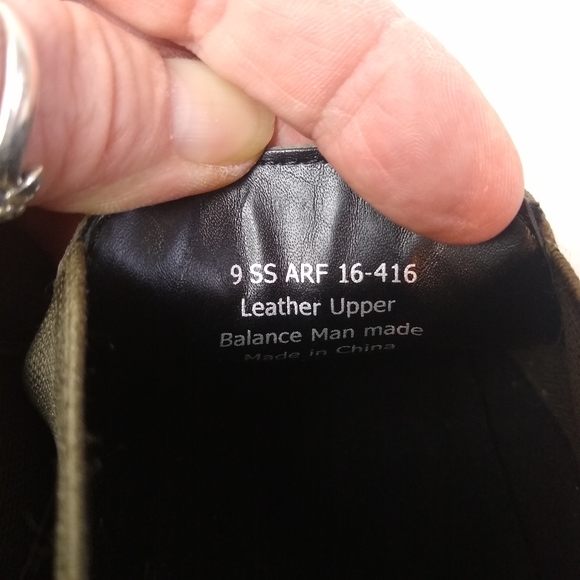 9 SS ARF 16-416
Leather Upper
Balance Man made
Made in China